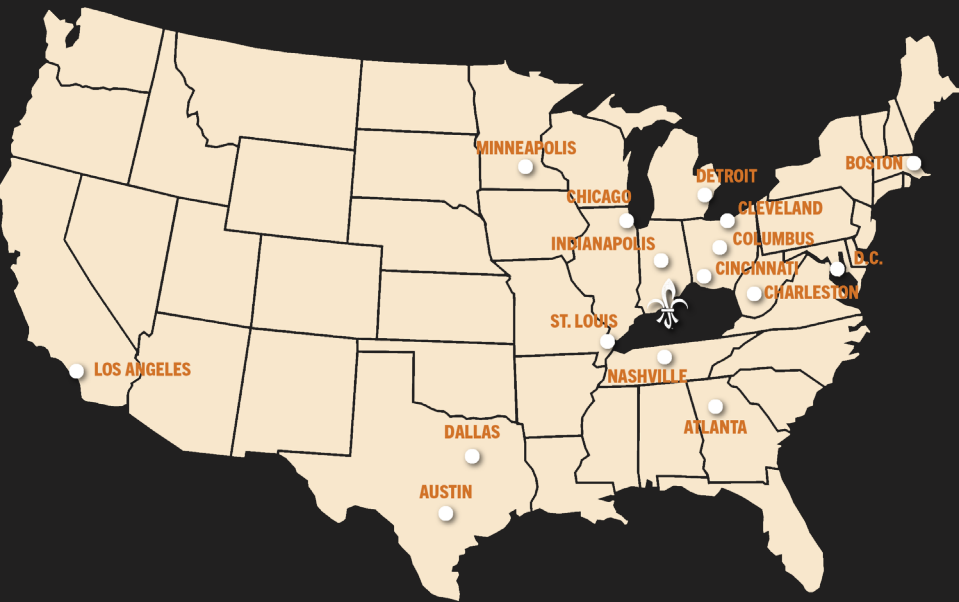 MINNEAPOLIS
BOSTON
DETROIT
CHICAGO
CLEVELAND
COLUMBUS
INDIANAPOLIS
D.C.
CINCINNATI
CHARLESTON
ST. LOUIS
LOS ANGELES
NASHVILLE
ATLANTA
DALLAS
AUSTIN